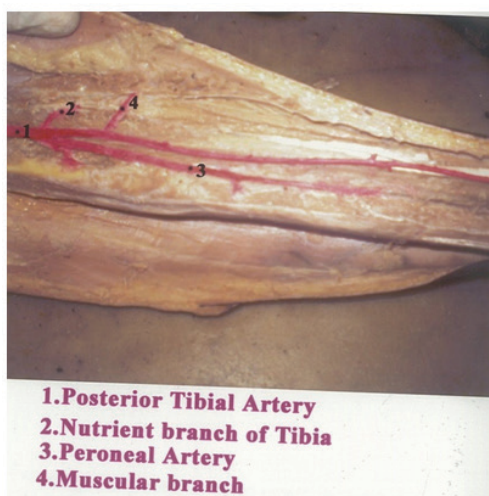 2
4
1
3
1.Posterior Tibial Artery
2.Nutrient branch of Tibia
3.Peroneal Artery
4.Muscular branch